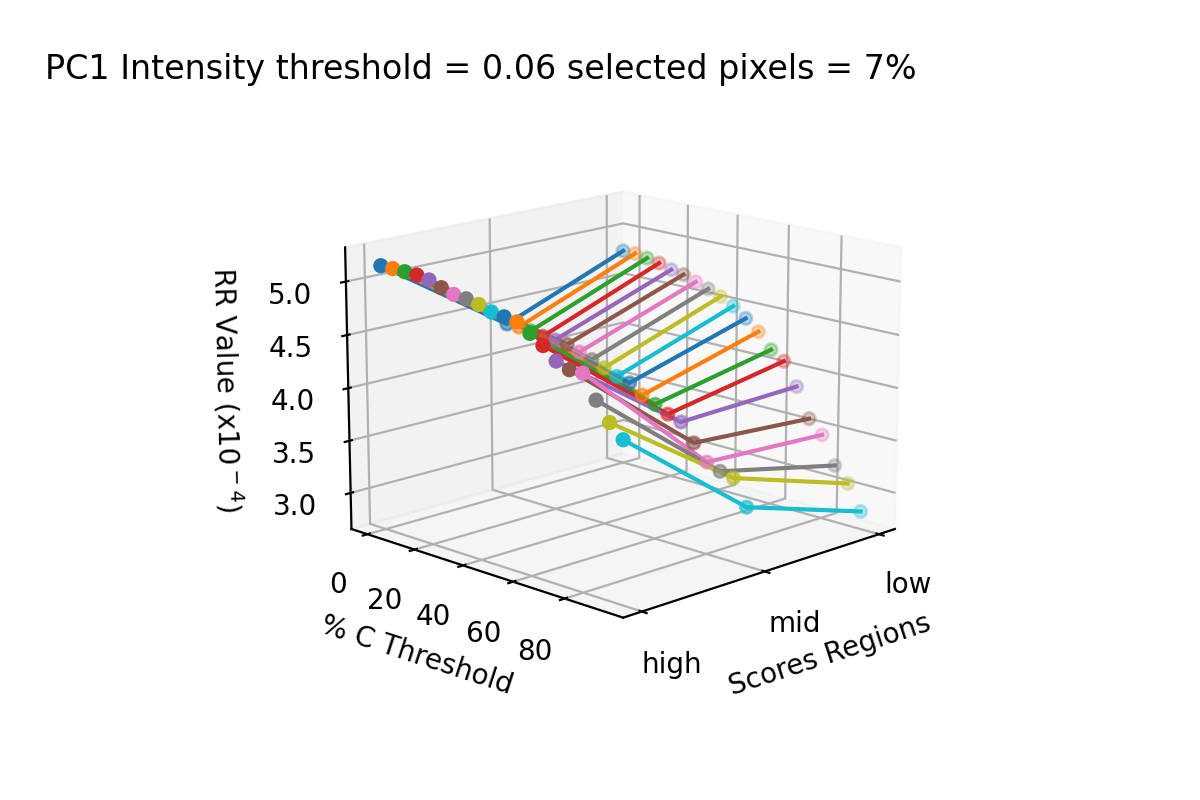 PC1 Intensity threshold = 0.06 selected pixels = 7%
RR Value (x10⁻⁴)
5.0
4.5
4.0
3.5
3.0
0
20
40
60
80
% C Threshold
high
mid
low
Scores Regions